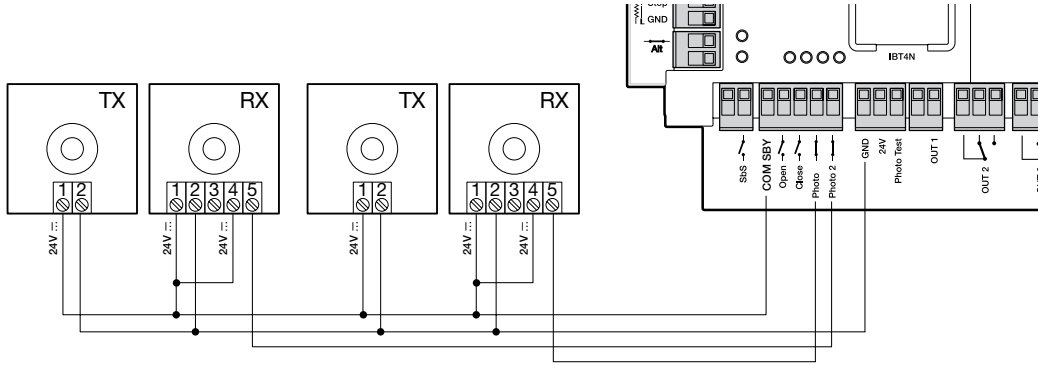 Stop
GND
Alt
IBT4N
TX
RX
TX
RX
1 2
1 2 3 4 5
1 2
1 2 3 4 5
24V
24V
24V
24V
24V
24V
SbS
COM SBY
Open
Close
Photo
Photo 2
GND
24V
Photo Test
OUT 1
OUT 2